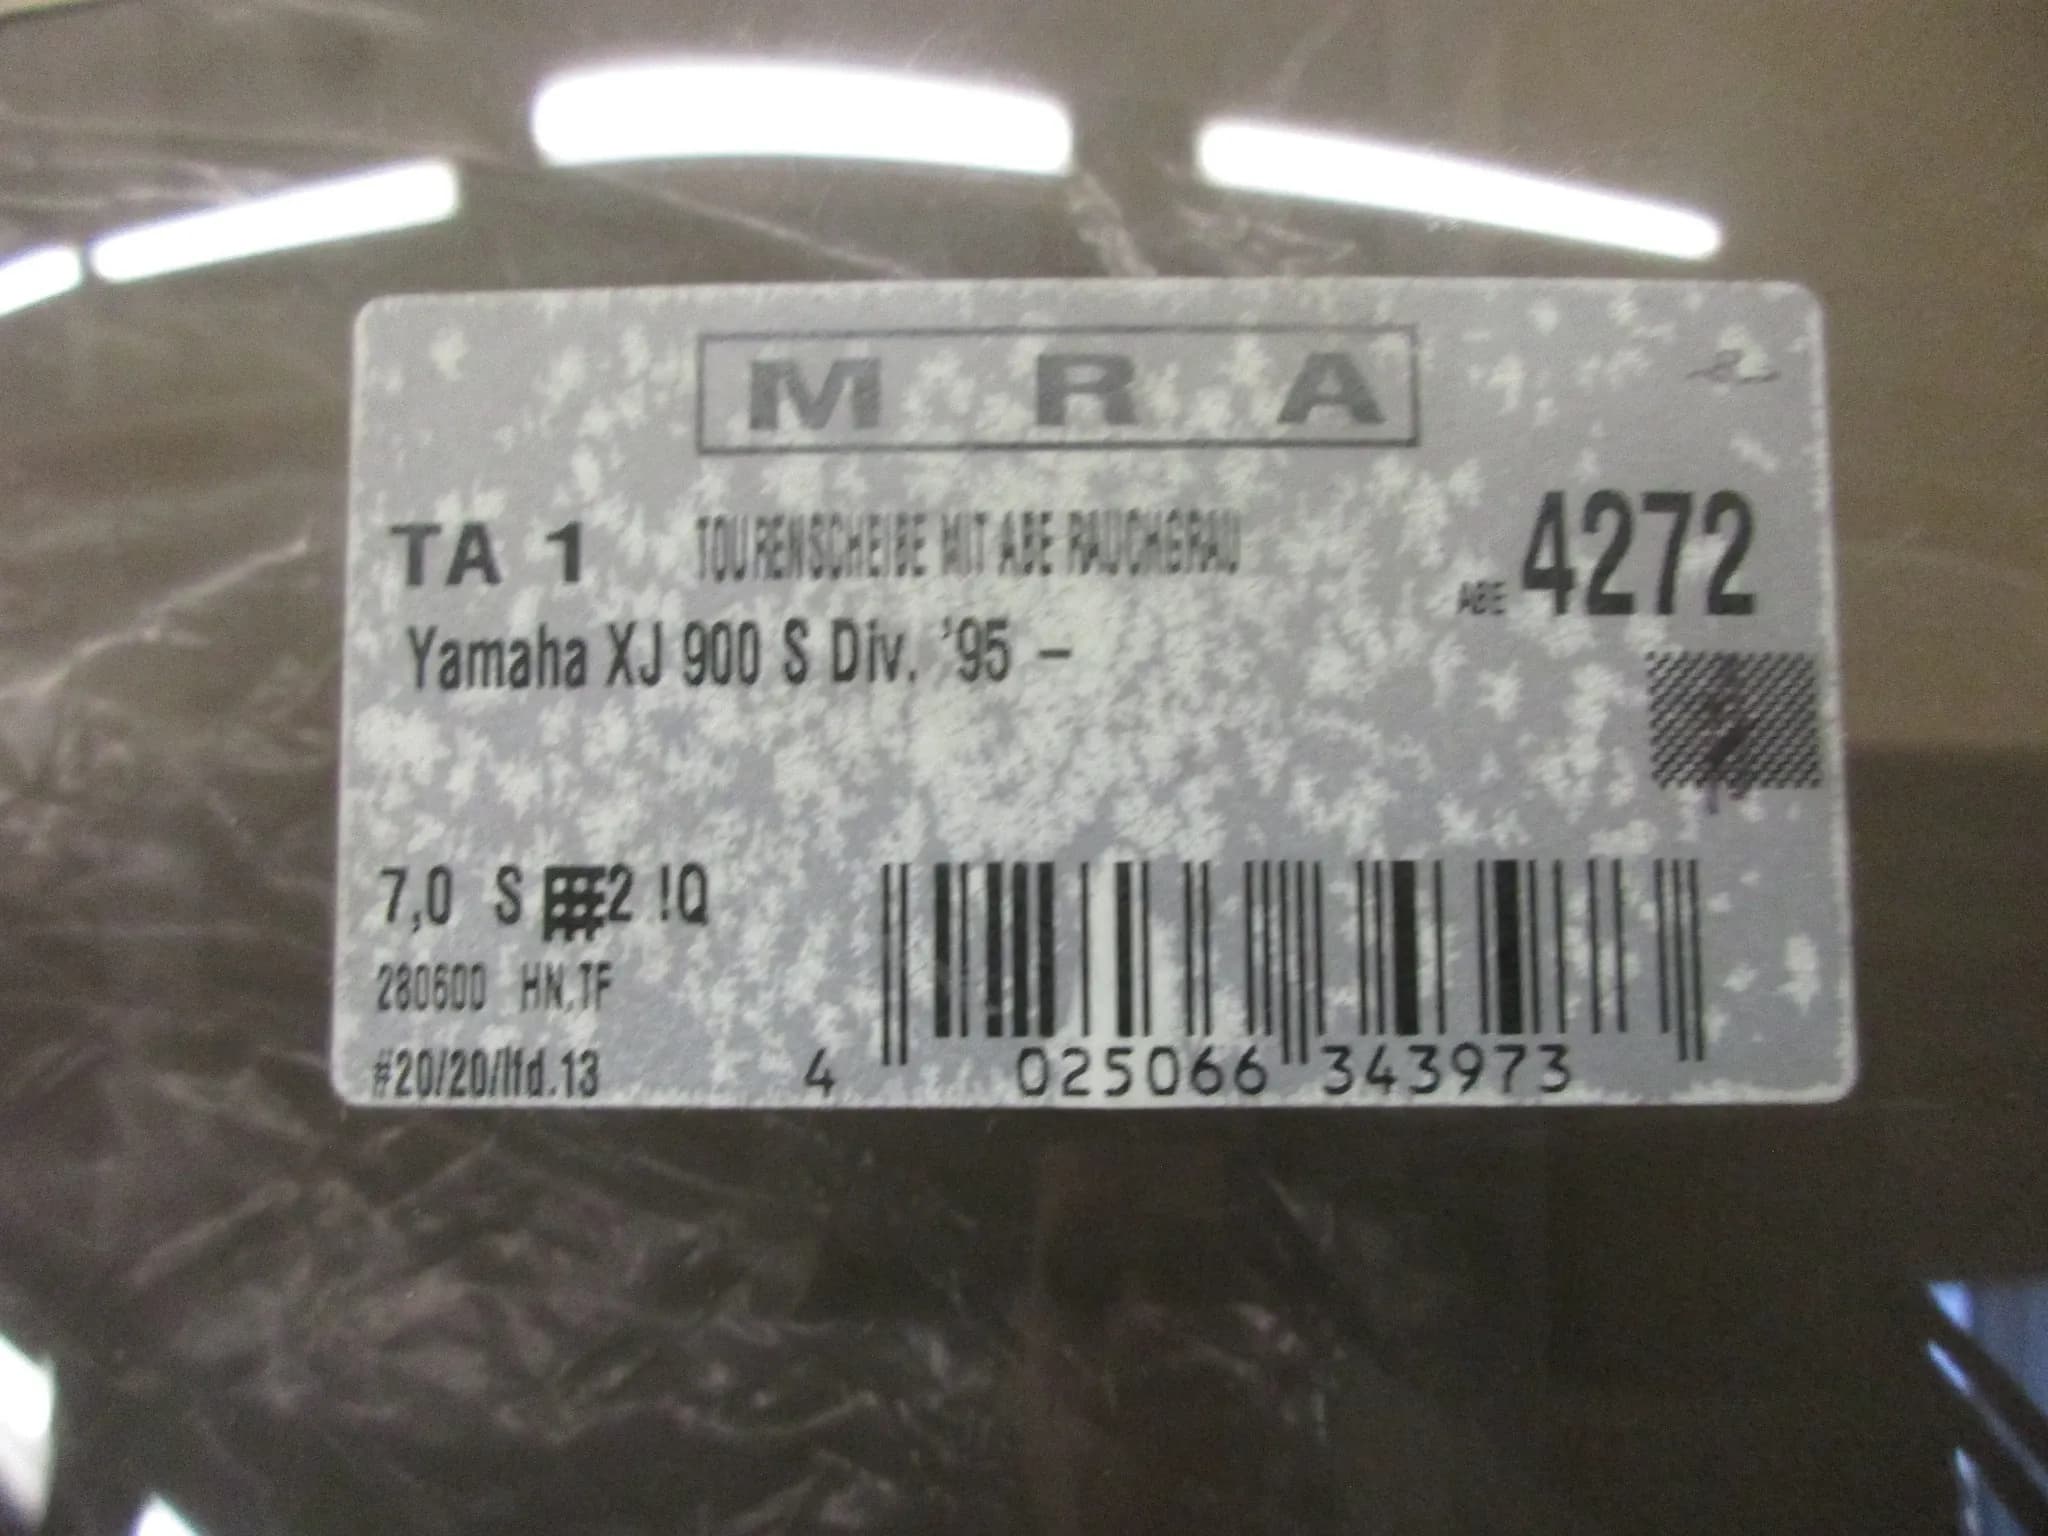 M R A
TA 1 TOURENSCHEIBE MIT ABE RAUCHGRAU
ABE 4272
Yamaha XJ 900 S Div. '95 –
7,0 S 2 !Q
280600 HN.TF
#20/20/lfd.13
4 025066 343973